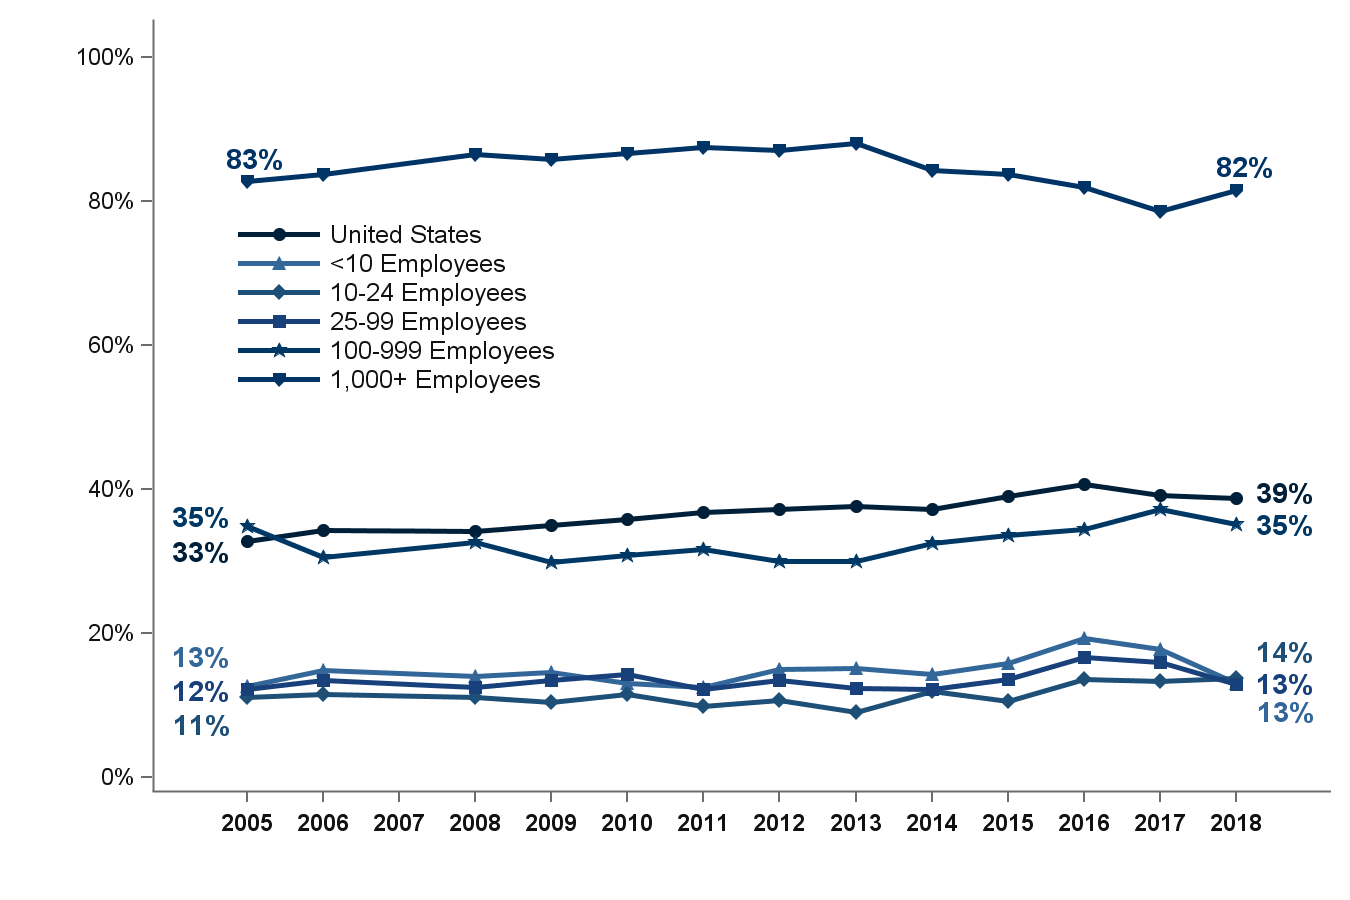 100%
83%
82%
80%
United States
<10 Employees
10-24 Employees
25-99 Employees
100-999 Employees
1,000+ Employees
60%
40%
39%
35%
35%
33%
20%
13%
14%
12%
13%
11%
13%
0%
2005 2006 2007 2008 2009 2010 2011 2012 2013 2014 2015 2016 2017 2018